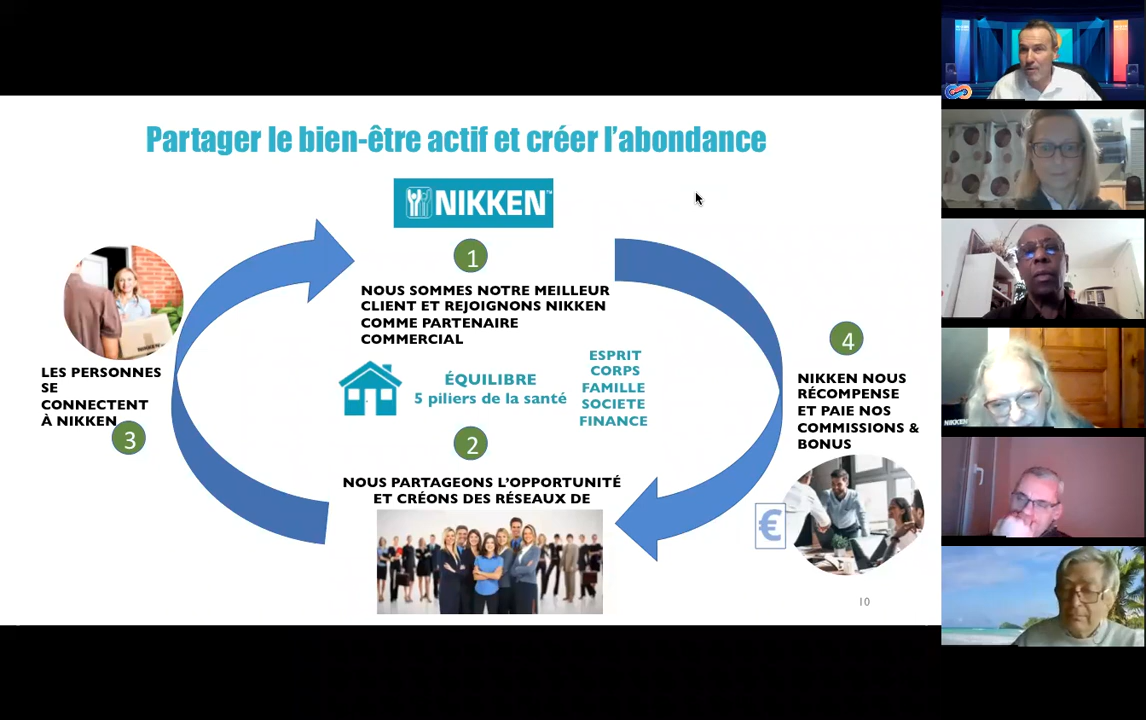 Partager le bien-être actif et créer l’abondance
NIKKEN™
1
NOUS SOMMES NOTRE MEILLEUR
CLIENT ET REJOIGNONS NIKKEN
COMME PARTENAIRE
COMMERCIAL
ÉQUILIBRE
5 piliers de la santé
ESPRIT
CORPS
FAMILLE
SOCIETE
FINANCE
2
NOUS PARTAGEONS L’OPPORTUNITÉ
ET CRÉONS DES RÉSEAUX DE
LES PERSONNES
SE
CONNECTENT
À NIKKEN
3
4
NIKKEN NOUS
RÉCOMPENSE
ET PAIE NOS
COMMISSIONS &
BONUS
€
10
NIKKEN